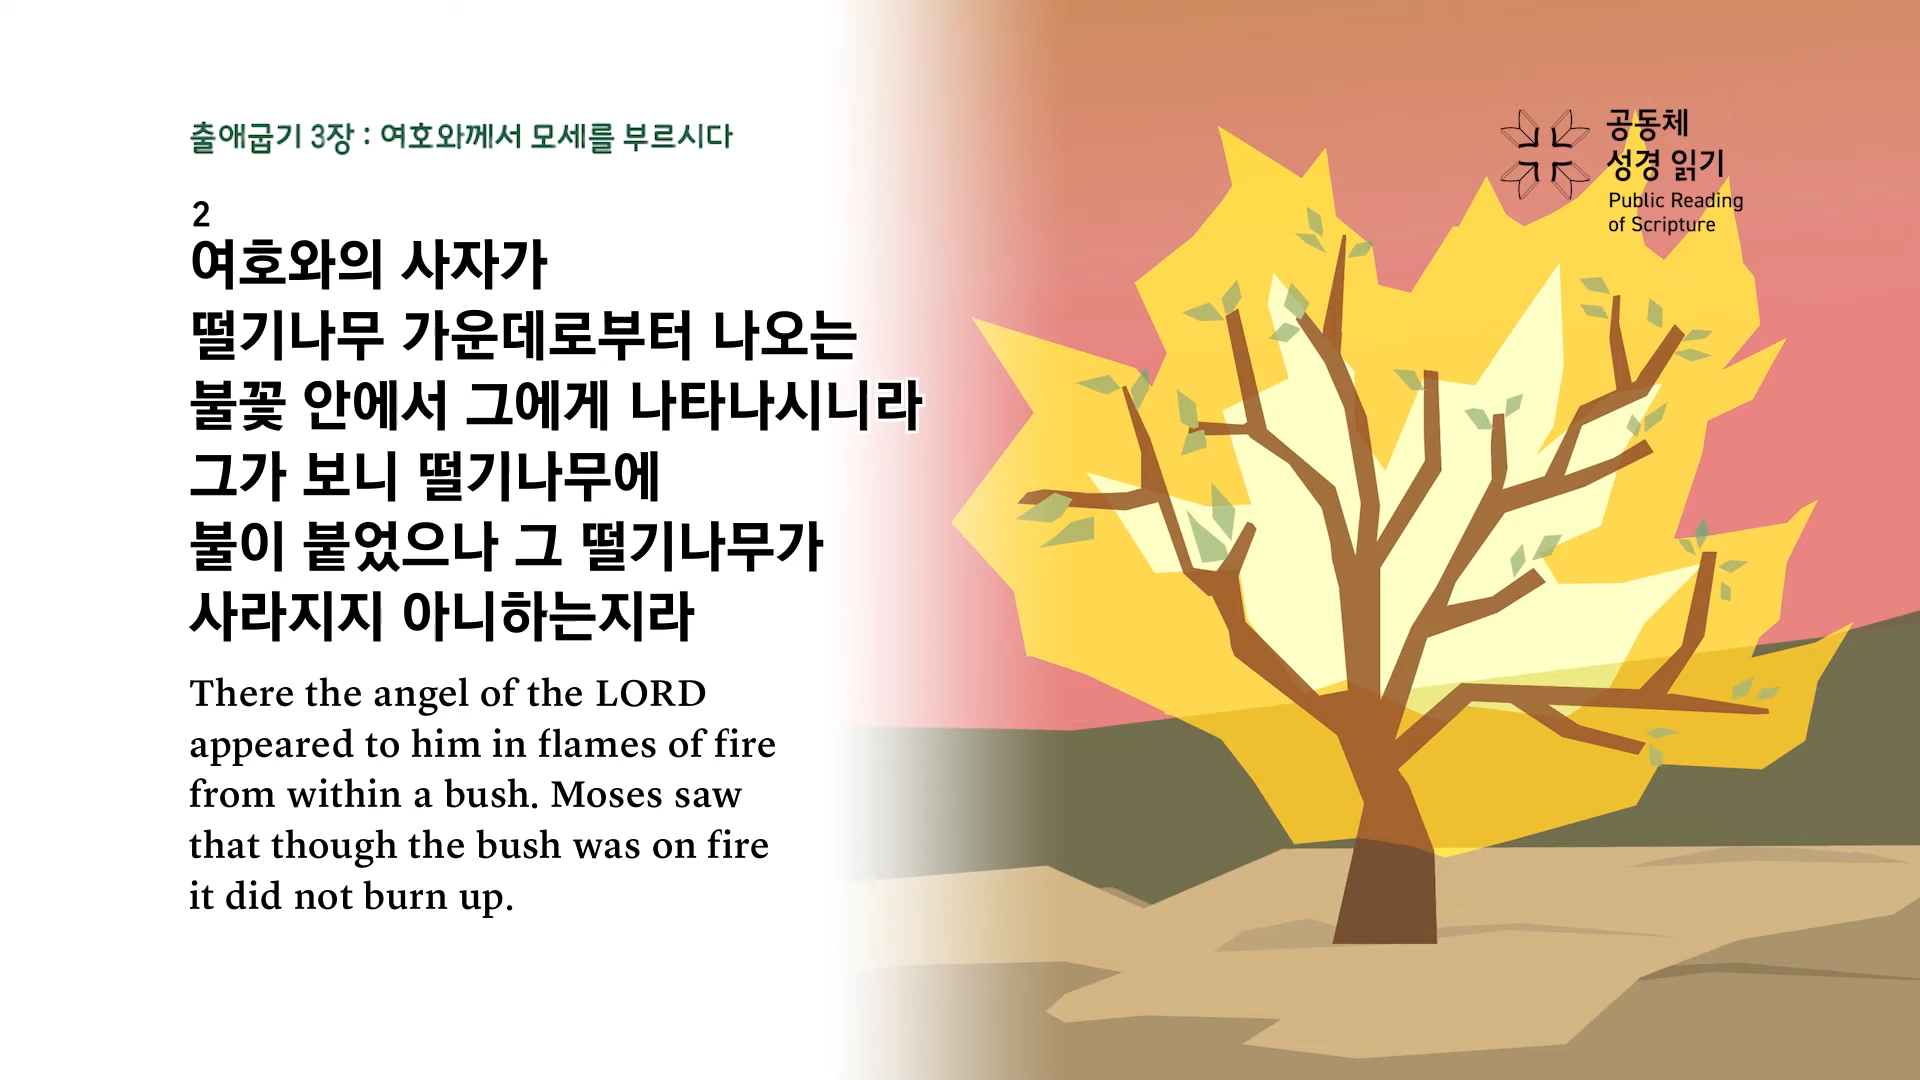 출애굽기 3장 : 여호와께서 모세를 부르시다
2
여호와의 사자가
떨기나무 가운데로부터 나오는
불꽃 안에서 그에게 나타나시니라
그가 보니 떨기나무에
불이 붙었으나 그 떨기나무가
사라지지 아니하는지라
There the angel of the LORD
appeared to him in flames of fire
from within a bush. Moses saw
that though the bush was on fire
it did not burn up.
공동체
성경 읽기
Public Reading
of Scripture